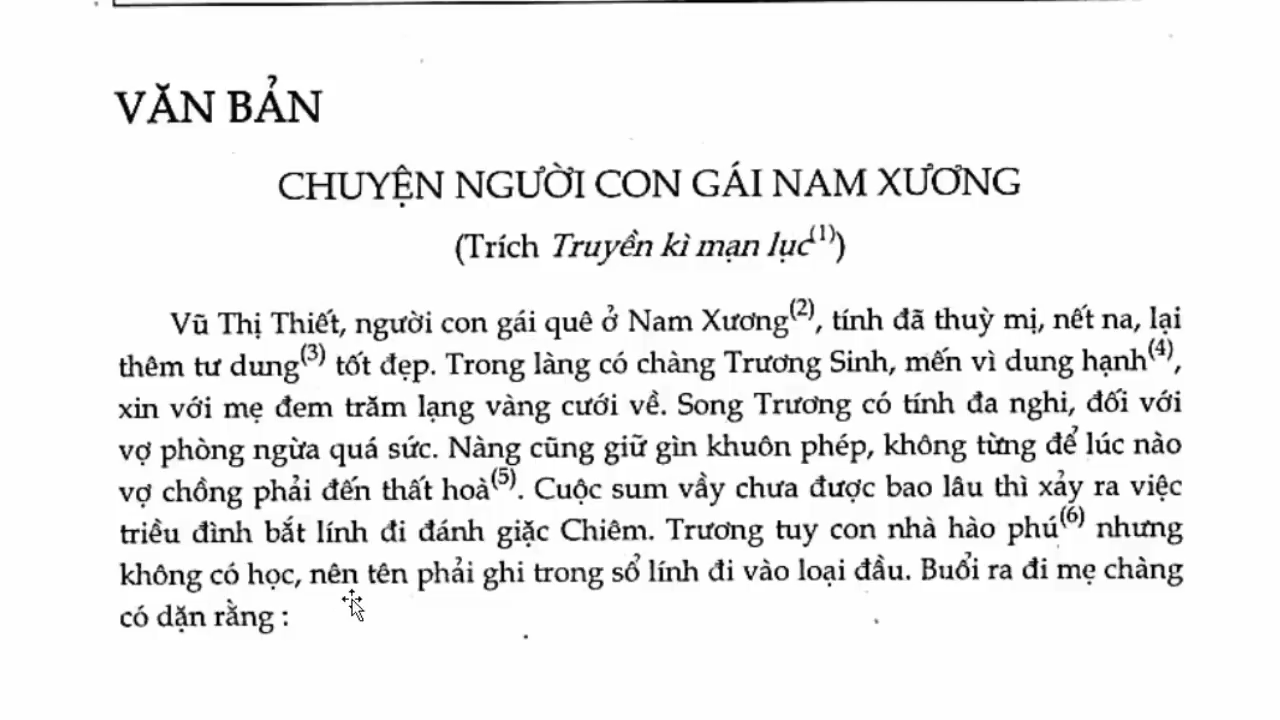 VĂN BẢN
CHUYỆN NGƯỜI CON GÁI NAM XƯƠNG
(Trích Truyền kì mạn lục(1))
Vũ Thị Thiết, người con gái quê ở Nam Xương(2), tính đã thuỳ mị, nết na, lại
thêm tư dung(3) tốt đẹp. Trong làng có chàng Trương Sinh, mến vì dung hạnh(4),
xin với mẹ đem trăm lạng vàng cưới về. Song Trương có tính đa nghi, đối với
vợ phòng ngừa quá sức. Nàng cũng giữ gìn khuôn phép, không từng để lúc nào
vợ chồng phải đến thất hoà(5). Cuộc sum vầy chưa được bao lâu thì xảy ra việc
triều đình bắt lính đi đánh giặc Chiêm. Trương tuy con nhà hào phú(6) nhưng
không có học, nên tên phải ghi trong sổ lính đi vào loại đầu. Buổi ra đi mẹ chàng
có dặn rằng :